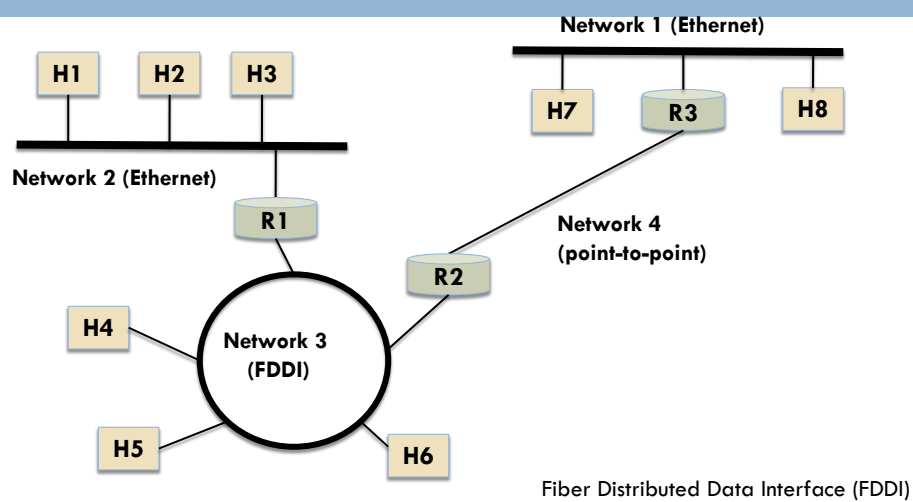 Network 1 (Ethernet)
H1
H2
H3
H7
R3
H8
Network 2 (Ethernet)
R1
Network 4
(point-to-point)
R2
H4
Network 3
(FDDI)
H5
H6
Fiber Distributed Data Interface (FDDI)